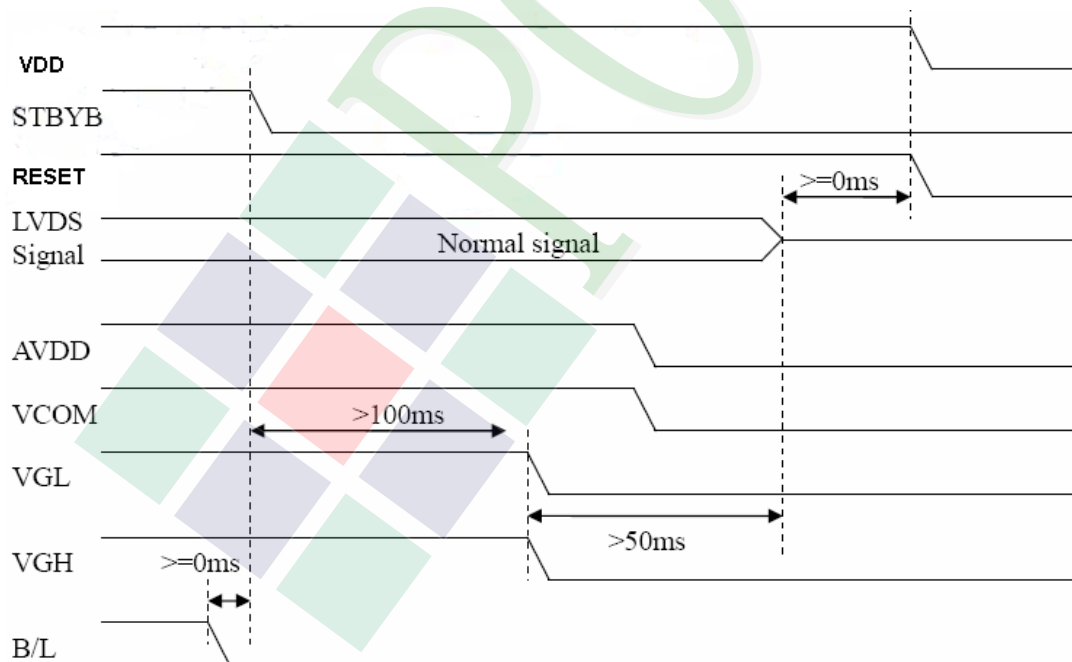 VDD
STBYB
RESET
>=0ms
LVDS
Signal
Normal signal
AVDD
VCOM
>100ms
VGL
>50ms
VGH
>=0ms
B/L